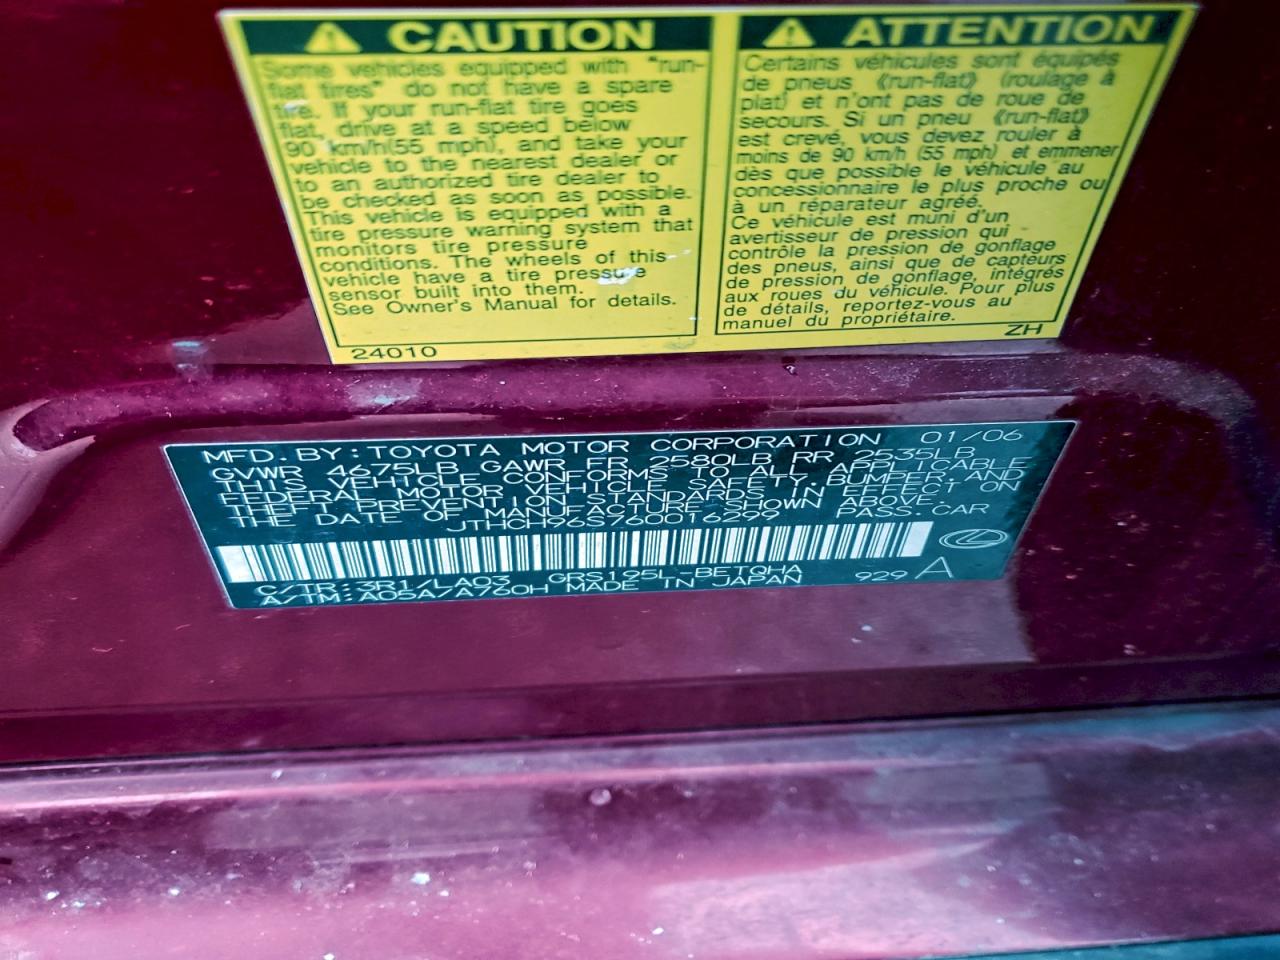 CAUTION
Some vehicles equipped with "run-
flat tires" do not have a spare
tire. If your run-flat tire goes
flat, drive at a speed below
90 km/h(55 mph), and take your
vehicle to the nearest dealer or
to an authorized tire dealer to
be checked as soon as possible.
This vehicle is equipped with a
tire pressure warning system that
monitors tire pressure
conditions. The wheels of this
vehicle have a tire pressure
sensor built into them.
See Owner's Manual for details.
24010
ATTENTION
Certains véhicules sont équipés
de pneus «run-flat» (roulage à
plat) et n'ont pas de roue de
secours. Si un pneu «run-flat»
est crevé, vous devez rouler à
moins de 90 km/h (55 mph) et emmener
dès que possible le véhicule au
concessionnaire le plus proche ou
à un réparateur agréé.
Ce véhicule est muni d'un
avertisseur de pression qui
contrôle la pression de gonflage
des pneus, ainsi que de capteurs
de pression de gonflage, intégrés
aux roues du véhicule. Pour plus
de détails, reportez-vous au
manuel du propriétaire.
ZH
MFD. BY: TOYOTA MOTOR CORPORATION 01/06
GVWR 4675LB GAWR FR 2580LB RR 2535LB
THIS VEHICLE CONFORMS TO ALL APPLICABLE
FEDERAL MOTOR VEHICLE SAFETY, BUMPER, AND
THEFT PREVENTION STANDARDS IN EFFECT ON
THE DATE OF MANUFACTURE SHOWN ABOVE.
JTHCH96S760016299 PASS. CAR
C/TR: 3R1/LA03 GRS195L-BETQHA
A/TM: A05A/A760H MADE IN JAPAN 929 A